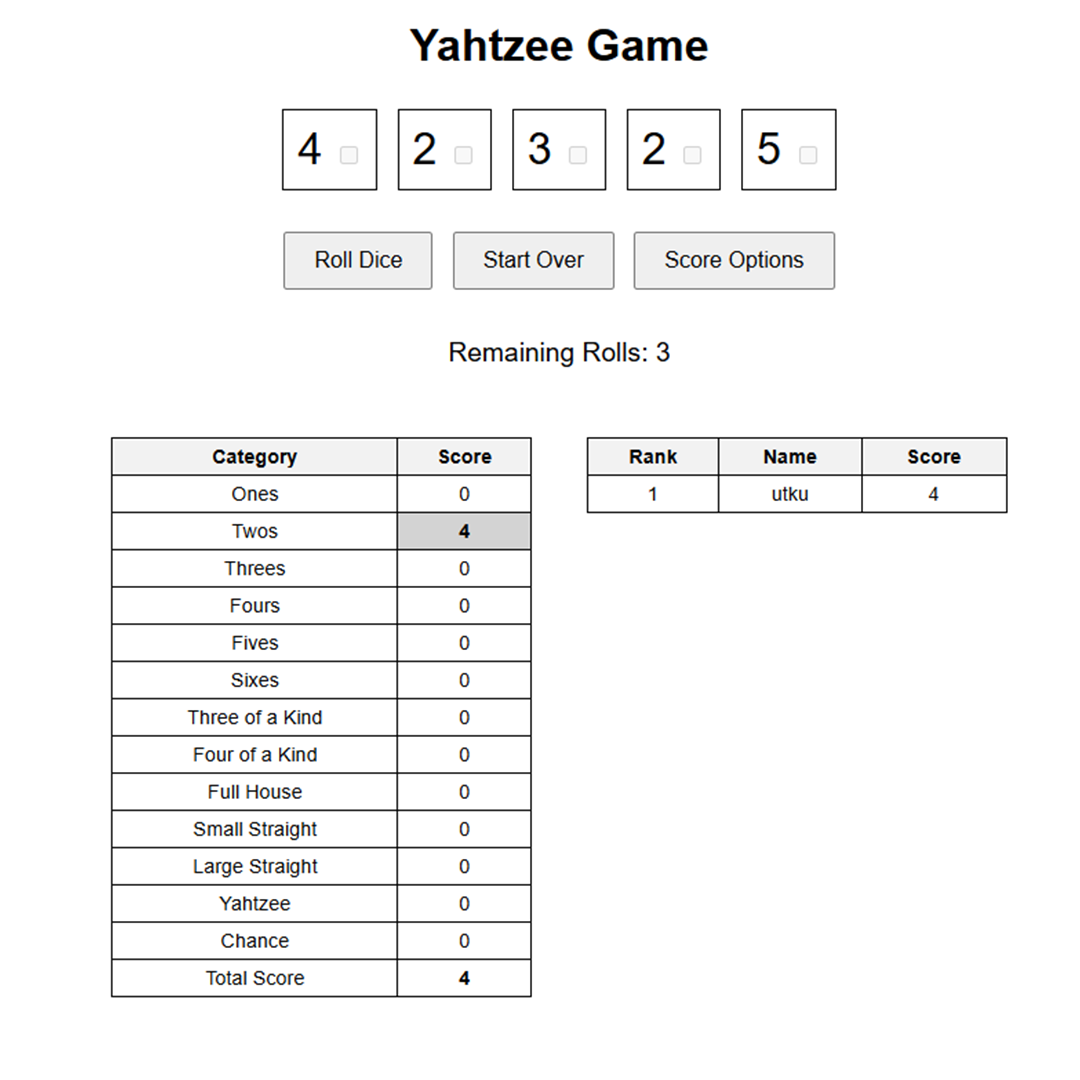 Yahtzee Game
4 2 3 2 5
Roll Dice Start Over Score Options
Remaining Rolls: 3
Category Score
Ones 0
Twos 4
Threes 0
Fours 0
Fives 0
Sixes 0
Three of a Kind 0
Four of a Kind 0
Full House 0
Small Straight 0
Large Straight 0
Yahtzee 0
Chance 0
Total Score 4
Rank Name Score
1 utku 4